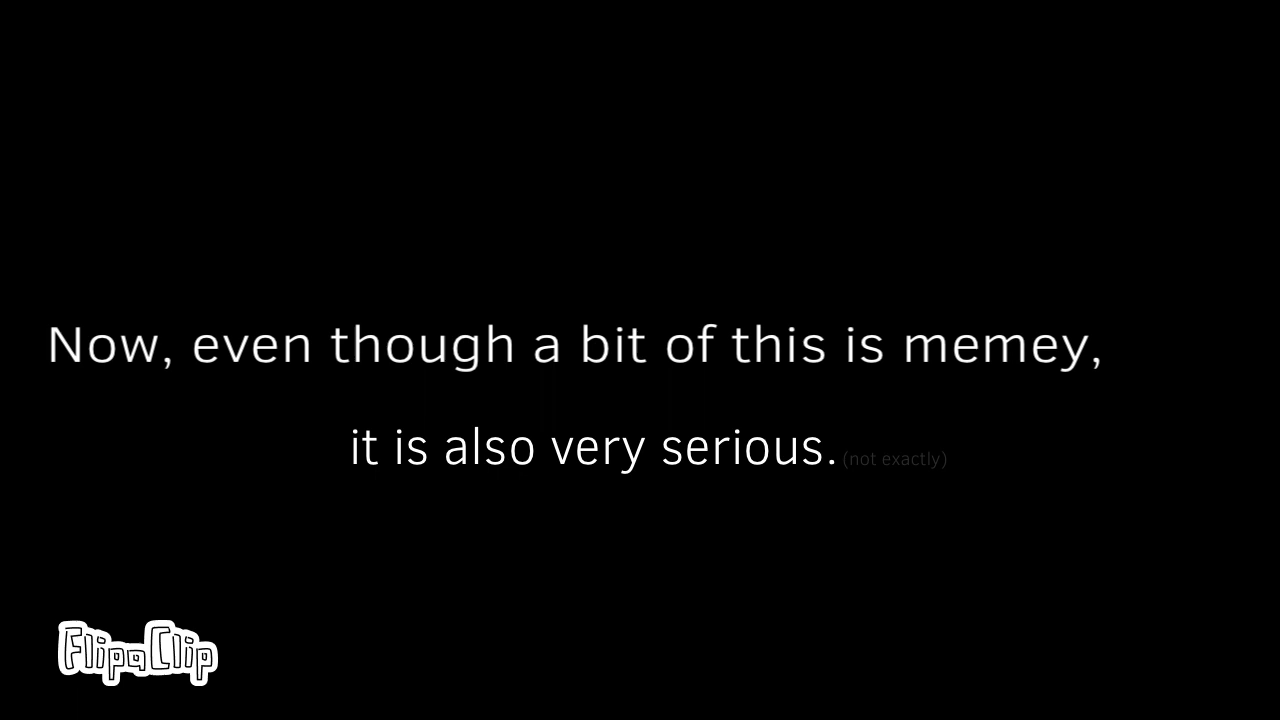 Now, even though a bit of this is memey,
it is also very serious. (not exactly)
FlipaClip